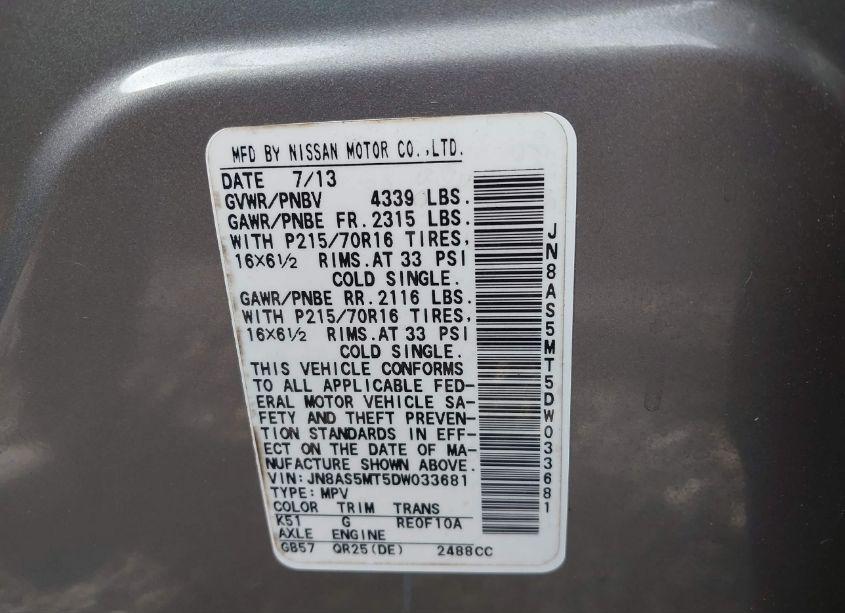 MFD BY NISSAN MOTOR CO.,LTD.
DATE 7/13
GVWR/PNBV 4339 LBS.
GAWR/PNBE FR.2315 LBS.
WITH P215/70R16 TIRES,
16×6½ RIMS.AT 33 PSI
COLD SINGLE.
GAWR/PNBE RR.2116 LBS.
WITH P215/70R16 TIRES,
16×6½ RIMS.AT 33 PSI
COLD SINGLE.
THIS VEHICLE CONFORMS
TO ALL APPLICABLE FED-
ERAL MOTOR VEHICLE SA-
FETY AND THEFT PREVEN-
TION STANDARDS IN EFF-
ECT ON THE DATE OF MA-
NUFACTURE SHOWN ABOVE.
VIN:JN8AS5MT5DW033681
TYPE:MPV
COLOR TRIM TRANS
K51 G RE0F10A
AXLE ENGINE
GB57 QR25(DE) 2488CC
JN8AS5MT5DW033681